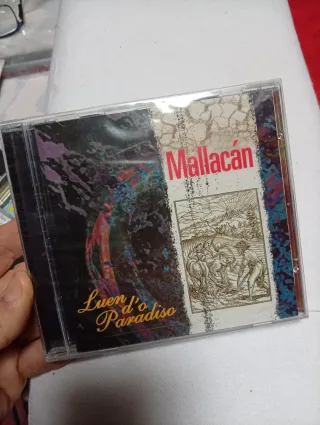 Mallacán
Luen
d'o
Paradiso